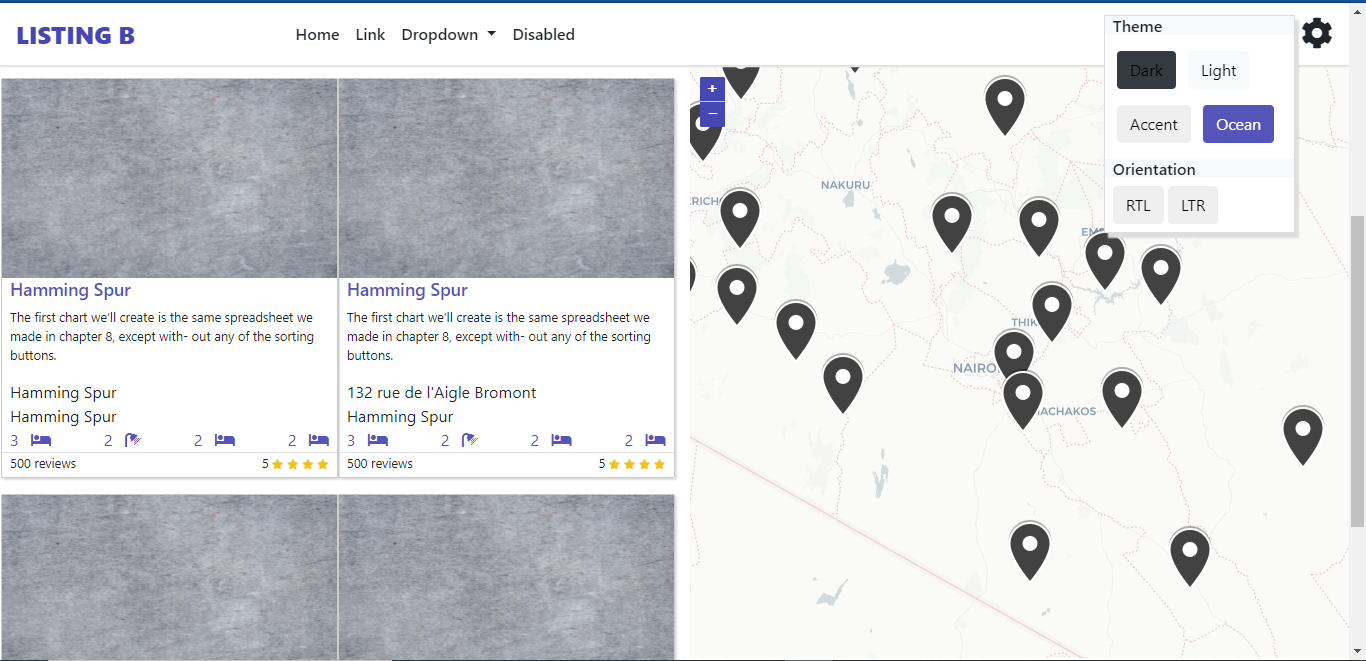 LISTING B
Home Link Dropdown Disabled
Theme
Dark Light
Accent Ocean
Orientation
RTL LTR
+
−
Hamming Spur
The first chart we'll create is the same spreadsheet we
made in chapter 8, except with- out any of the sorting
buttons.
Hamming Spur
Hamming Spur
3 2 2 2
500 reviews 5
Hamming Spur
The first chart we'll create is the same spreadsheet we
made in chapter 8, except with- out any of the sorting
buttons.
132 rue de l'Aigle Bromont
Hamming Spur
3 2 2 2
500 reviews 5
NAKURU
ERICH
EM
THIK
NAIRO
ACHAKOS